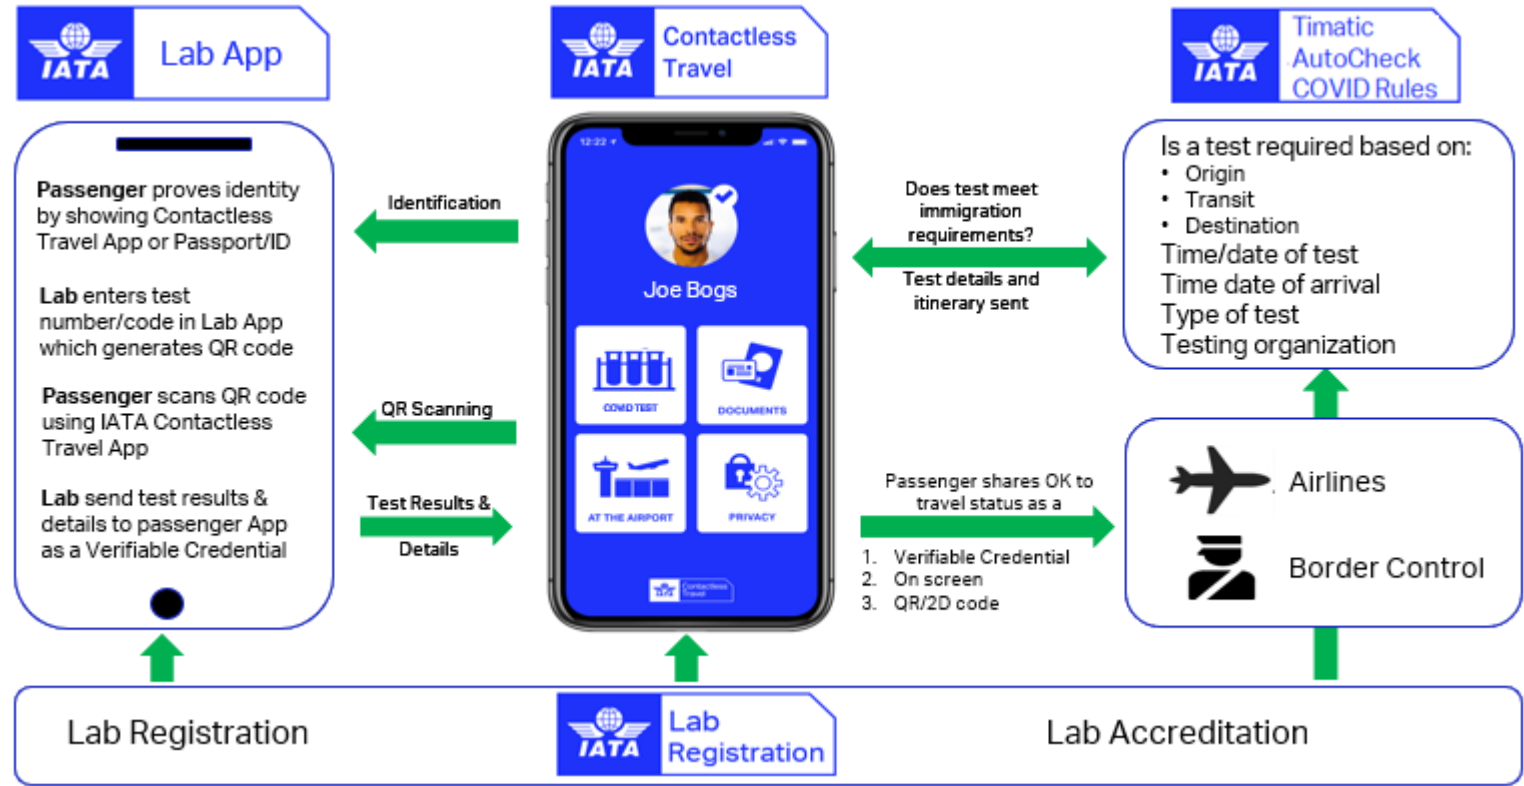 IATA
Lab App
IATA
Contactless
Travel
IATA
Timatic
AutoCheck
COVID Rules
Passenger proves identity
by showing Contactless
Travel App or Passport/ID
Lab enters test
number/code in Lab App
which generates QR code
Passenger scans QR code
using IATA Contactless
Travel App
Lab send test results &
details to passenger App
as a Verifiable Credential
Identification
QR Scanning
Test Results &
Details
12:22
Joe Bogs
COVID TEST
DOCUMENTS
AT THE AIRPORT
PRIVACY
IATA
Contactless
Travel
Does test meet
immigration
requirements?
Test details and
itinerary sent
Passenger shares OK to
travel status as a
1. Verifiable Credential
2. On screen
3. QR/2D code
Is a test required based on:
• Origin
• Transit
• Destination
Time/date of test
Time date of arrival
Type of test
Testing organization
Airlines
Border Control
Lab Registration
IATA
Lab
Registration
Lab Accreditation